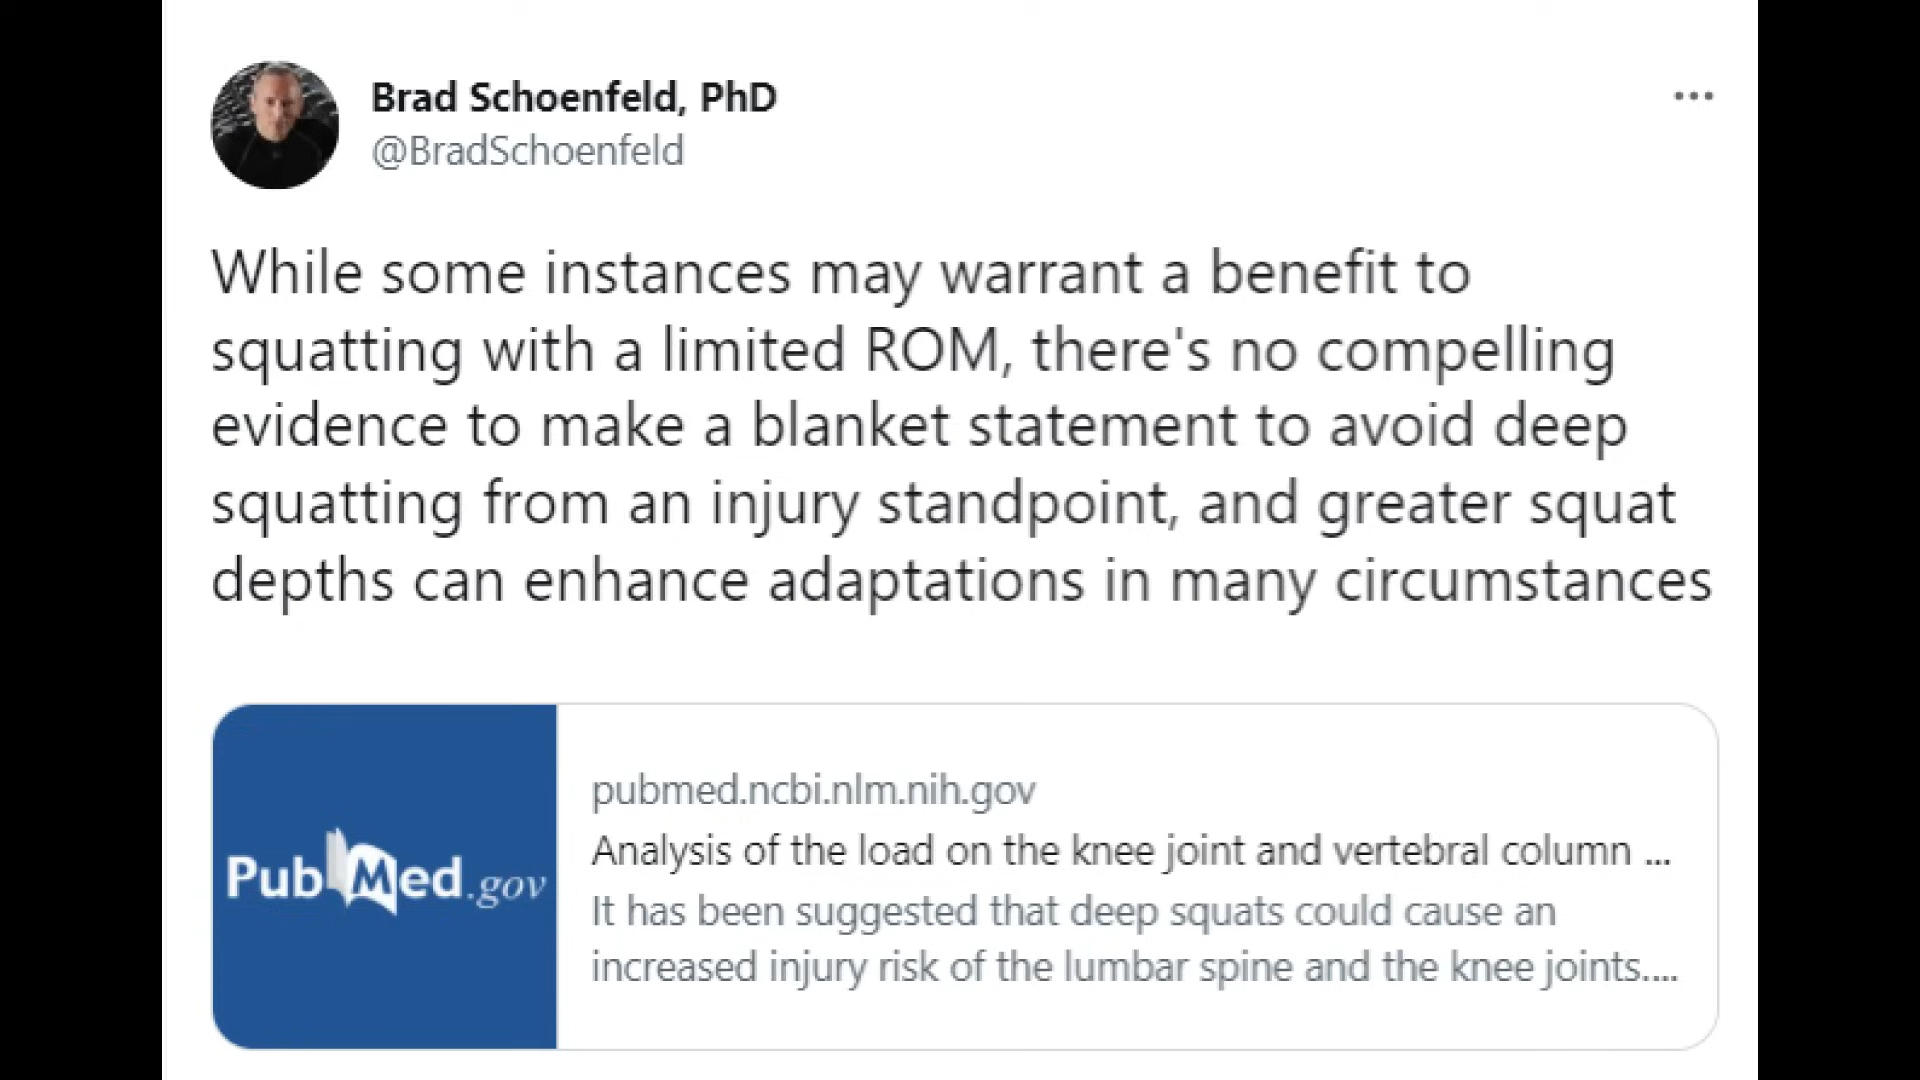 Brad Schoenfeld, PhD
@BradSchoenfeld
While some instances may warrant a benefit to
squatting with a limited ROM, there's no compelling
evidence to make a blanket statement to avoid deep
squatting from an injury standpoint, and greater squat
depths can enhance adaptations in many circumstances
PubMed.gov
pubmed.ncbi.nlm.nih.gov
Analysis of the load on the knee joint and vertebral column ...
It has been suggested that deep squats could cause an
increased injury risk of the lumbar spine and the knee joints....